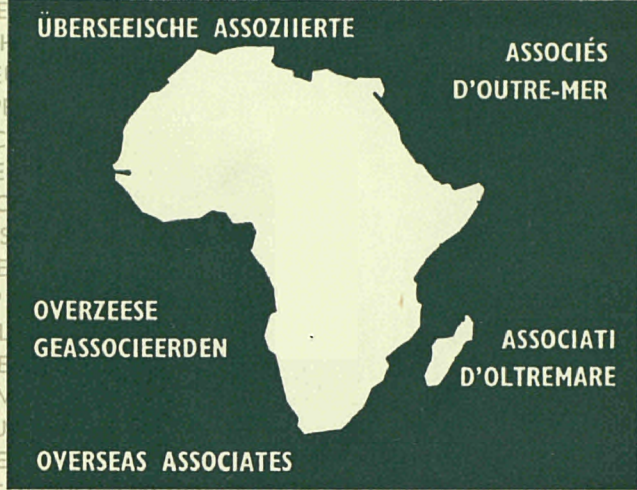 ÜBERSEEISCHE ASSOZIIERTE
ASSOCIÉS
D'OUTRE-MER
OVERZEESE
GEASSOCIEERDEN
ASSOCIATI
D'OLTREMARE
OVERSEAS ASSOCIATES